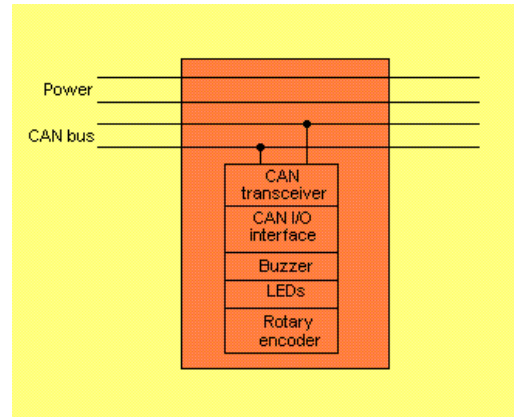 Power
CAN bus
CAN
transceiver
CAN I/O
interface
Buzzer
LEDs
Rotary
encoder